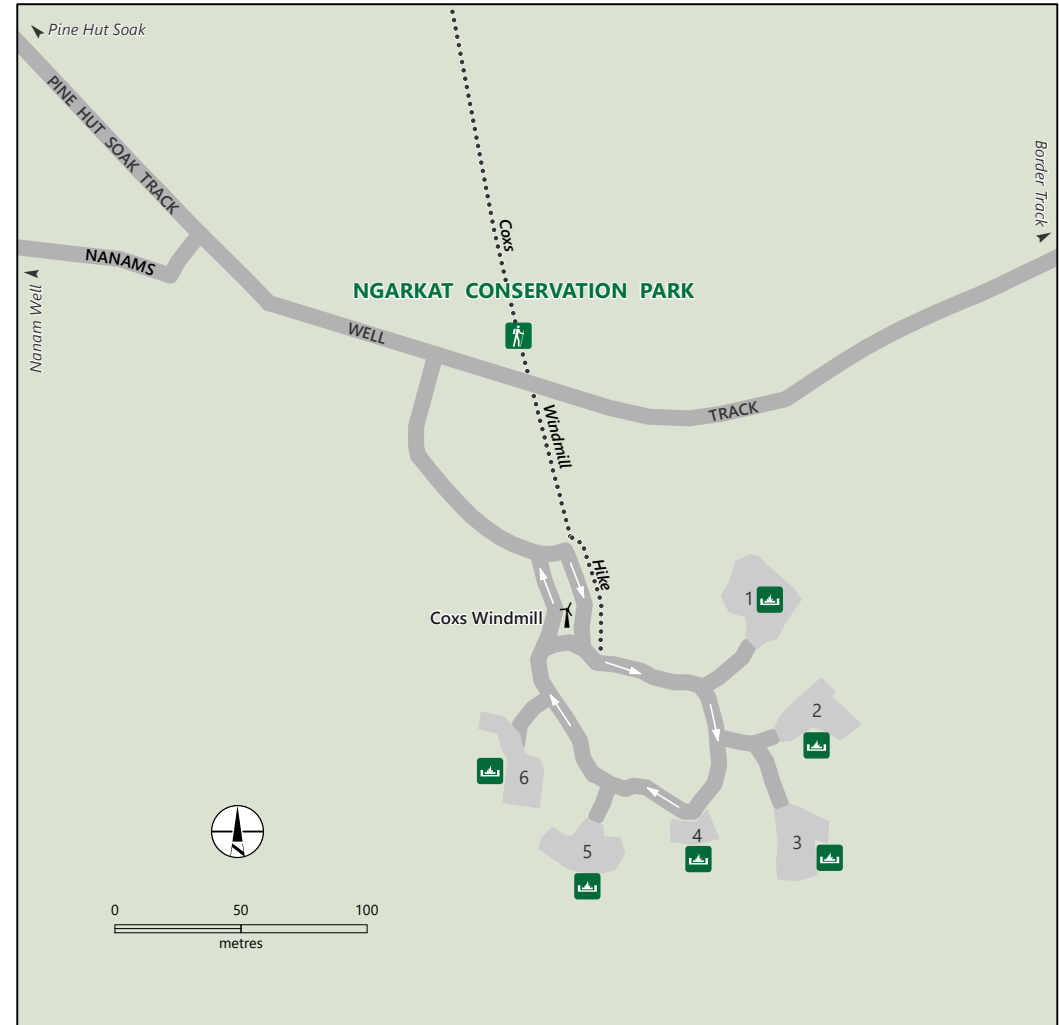 Pine Hut Soak
PINE HUT SOAK TRACK
Border Track
Coxs
NANAMS
Nanam Well
NGARKAT CONSERVATION PARK
WELL
TRACK
Windmill
Hike
Coxs Windmill
1
2
6
3
4
5
0 50 100
metres